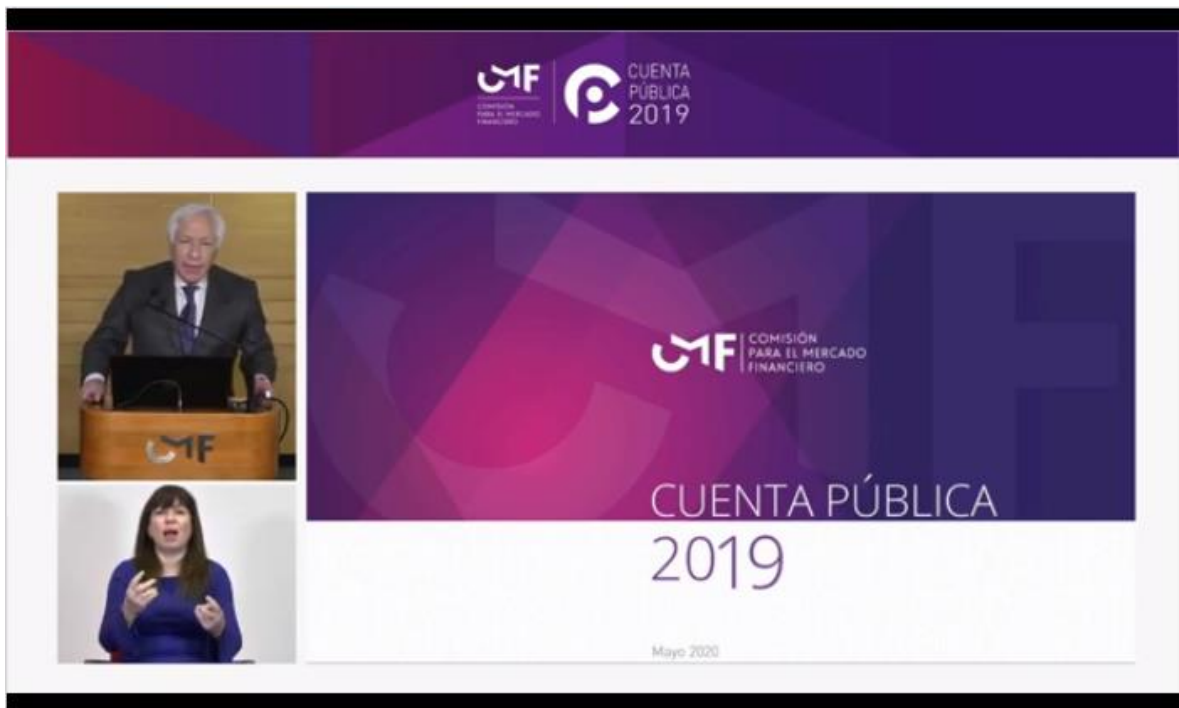 CMF
COMISIÓN
PARA EL MERCADO
FINANCIERO
CUENTA
PÚBLICA
2019
CMF
COMISIÓN
PARA EL MERCADO
FINANCIERO
CUENTA PÚBLICA
2019
Mayo 2020
CMF